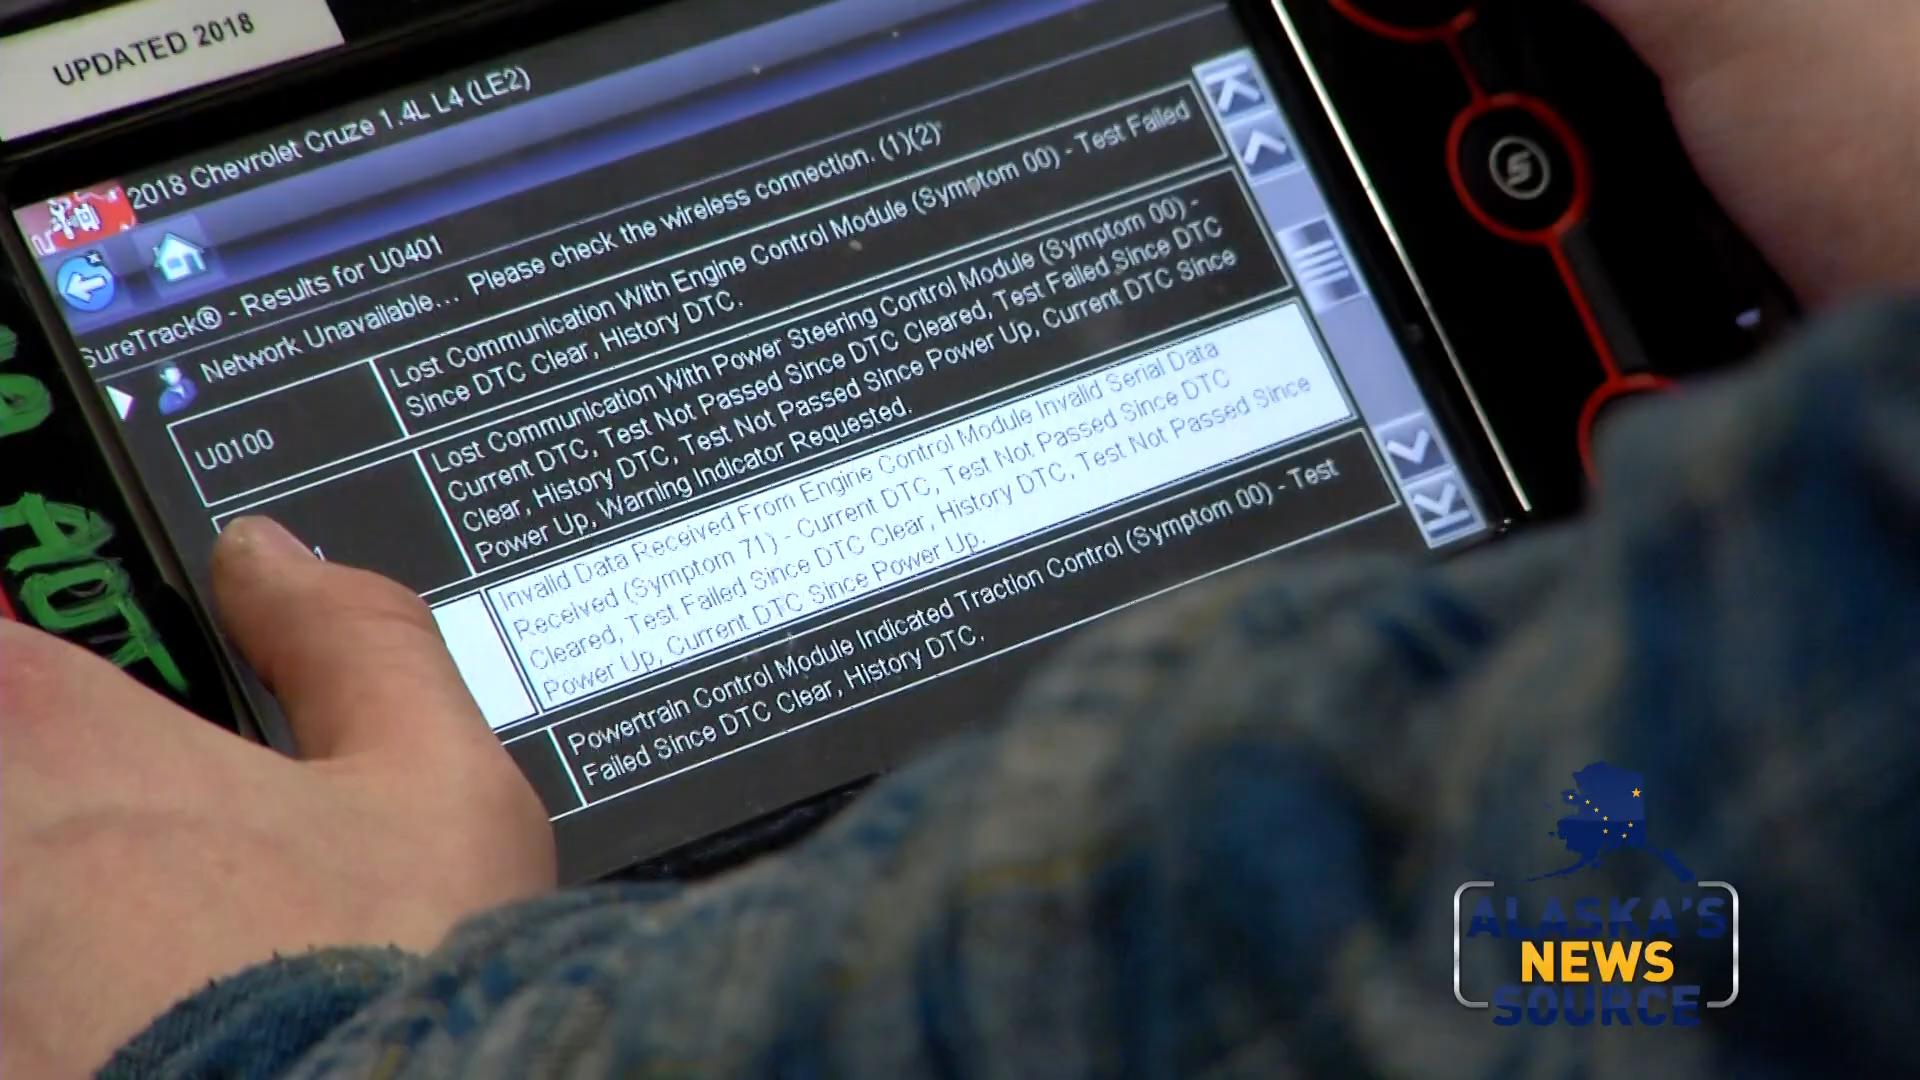 UPDATED 2018
2018 Chevrolet Cruze 1.4L L4 (LE2)
SureTrack® - Results for U0401
Network Unavailable... Please check the wireless connection. (1)(2)
U0100
Lost Communication With Engine Control Module (Symptom 00) - Test Failed
Since DTC Clear, History DTC.
1
Lost Communication With Power Steering Control Module (Symptom 00) -
Current DTC, Test Not Passed Since DTC Cleared, Test Failed Since DTC
Clear, History DTC, Test Not Passed Since Power Up, Current DTC Since
Power Up, Warning Indicator Requested.
Invalid Data Received From Engine Control Module Invalid Serial Data
Received (Symptom 71) - Current DTC, Test Not Passed Since DTC
Cleared, Test Failed Since DTC Clear, History DTC, Test Not Passed Since
Power Up, Current DTC Since Power Up.
Powertrain Control Module Indicated Traction Control (Symptom 00) - Test
Failed Since DTC Clear, History DTC.
S
ALASKA'S
NEWS
SOURCE